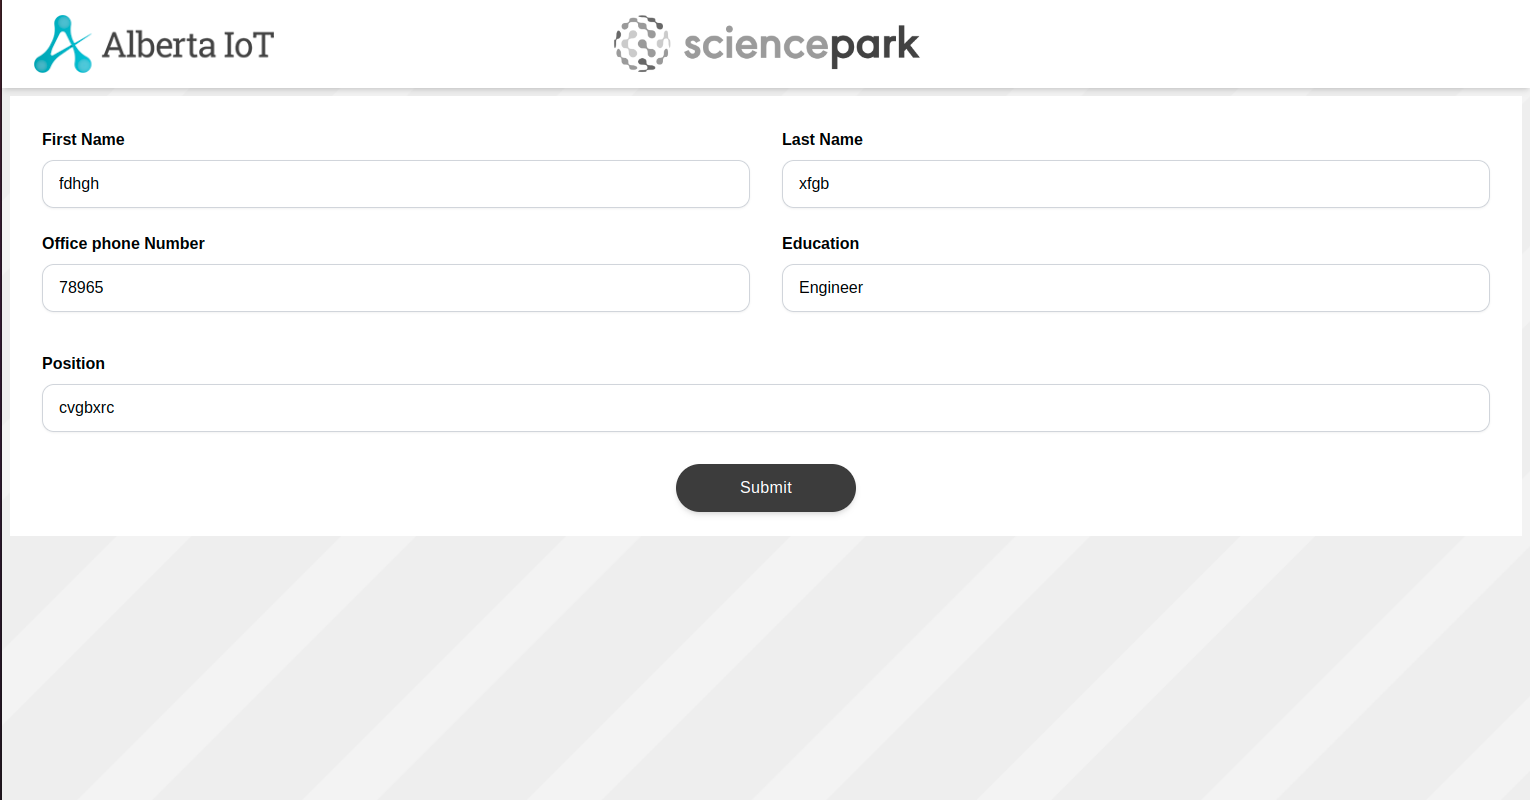 Alberta IoT
sciencepark
First Name
Last Name
fdhgh
xfgb
Office phone Number
Education
78965
Engineer
Position
cvgbxrc
Submit